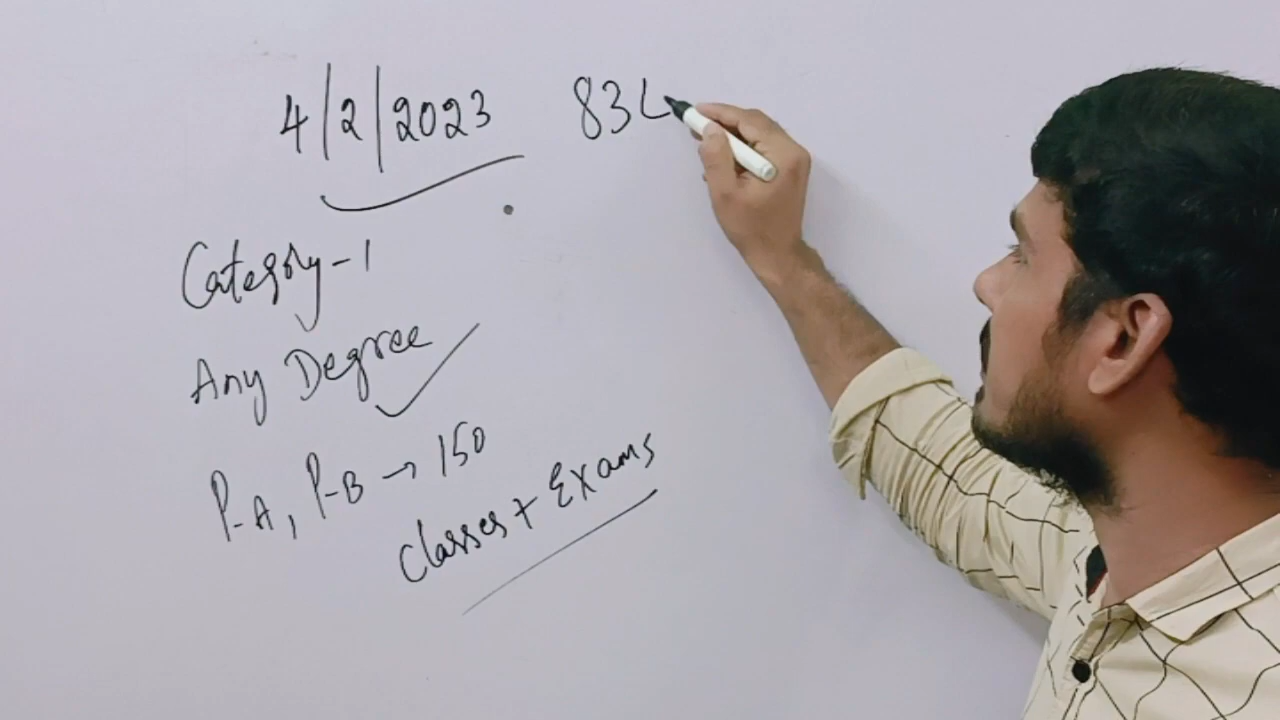 4/2/2023 83
Category-1
Any Degree
P-A, P-B → 150
Classes + Exams